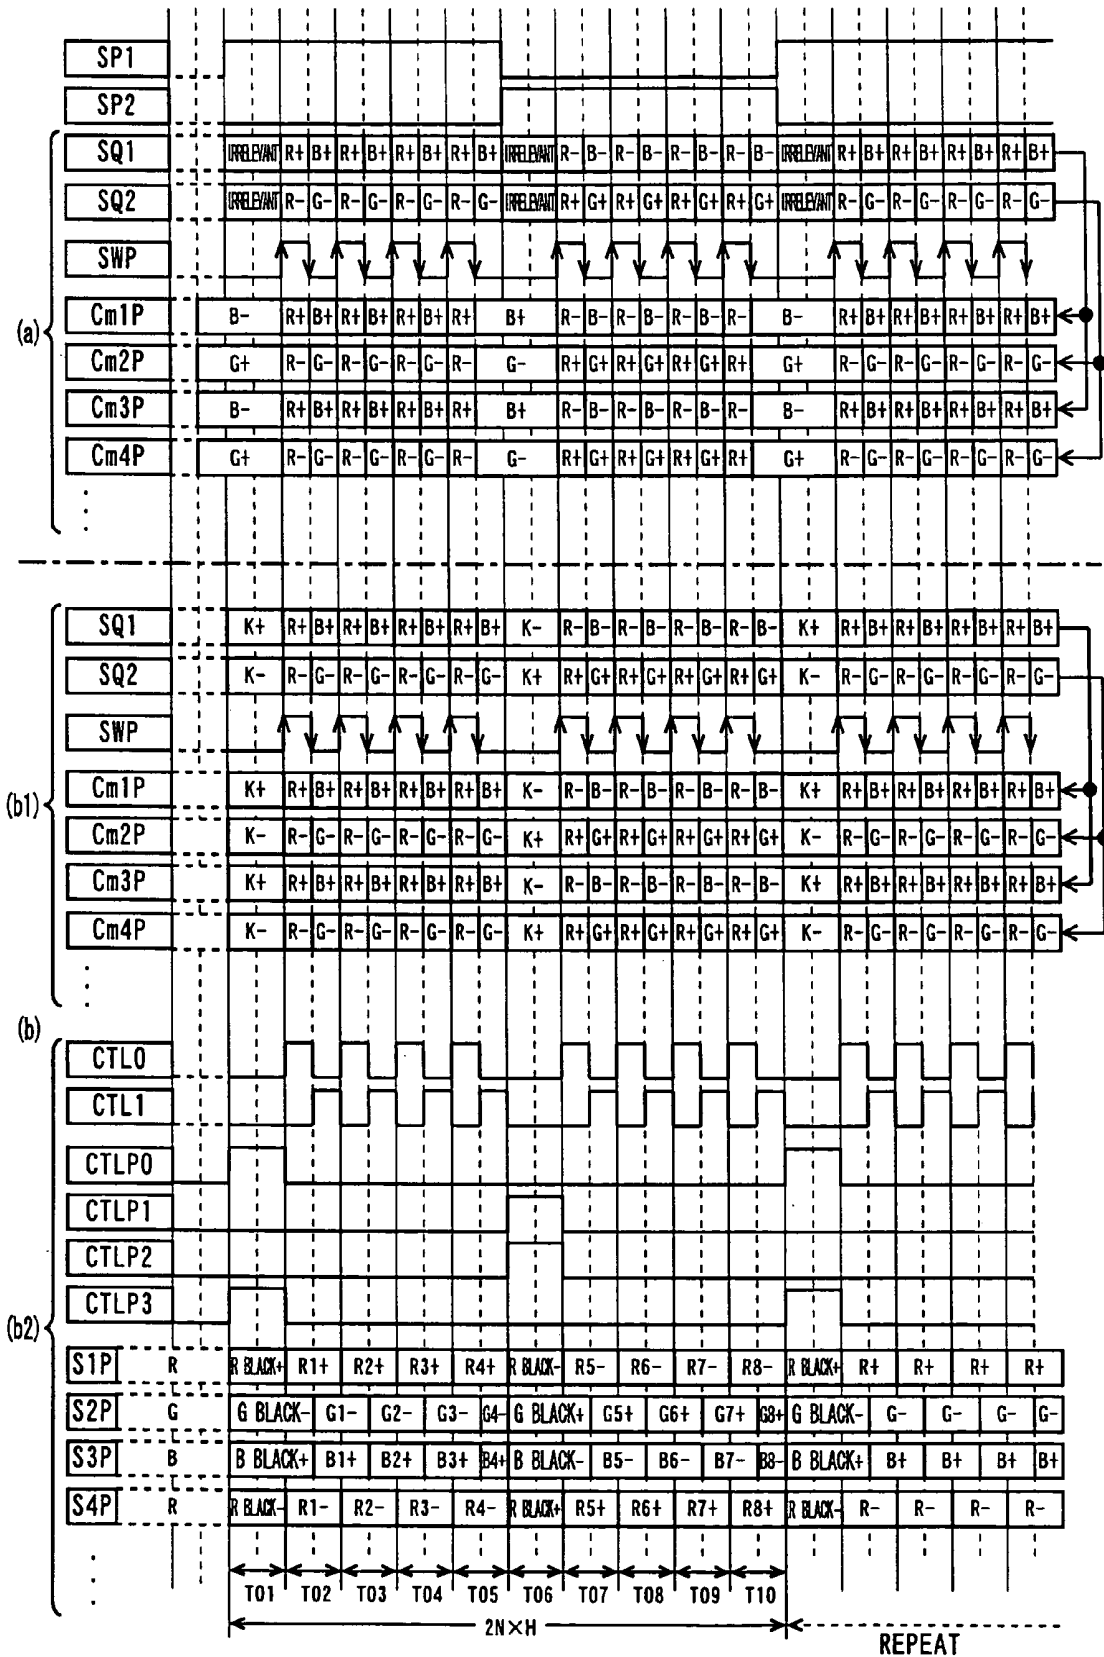 SP1
SP2
(a)
SQ1 IRRELEVANT R+ B+ R+ B+ R+ B+ R+ B+ IRRELEVANT R- B- R- B- R- B- R- B- IRRELEVANT R+ B+ R+ B+ R+ B+ R+ B+
SQ2 IRRELEVANT R- G- R- G- R- G- R- G- IRRELEVANT R+ G+ R+ G+ R+ G+ R+ G+ IRRELEVANT R- G- R- G- R- G- R- G-
SWP
Cm1P B- R+ B+ R+ B+ R+ B+ R+ B+ R- B- R- B- R- B- R- B- R+ B+ R+ B+ R+ B+ R+ B+
Cm2P G+ R- G- R- G- R- G- R- G- R+ G+ R+ G+ R+ G+ R+ G+ R- G- R- G- R- G- R- G-
Cm3P B- R+ B+ R+ B+ R+ B+ R+ B+ R- B- R- B- R- B- R- B- R+ B+ R+ B+ R+ B+ R+ B+
Cm4P G+ R- G- R- G- R- G- R- G- R+ G+ R+ G+ R+ G+ R+ G+ R- G- R- G- R- G- R- G-
(b1)
SQ1 K+ R+ B+ R+ B+ R+ B+ R+ B+ K- R- B- R- B- R- B- R- B- K+ R+ B+ R+ B+ R+ B+ R+ B+
SQ2 K- R- G- R- G- R- G- R- G- K+ R+ G+ R+ G+ R+ G+ R+ G+ K- R- G- R- G- R- G- R- G-
SWP
Cm1P K+ R+ B+ R+ B+ R+ B+ R+ B+ K- R- B- R- B- R- B- R- B- K+ R+ B+ R+ B+ R+ B+ R+ B+
Cm2P K- R- G- R- G- R- G- R- G- K+ R+ G+ R+ G+ R+ G+ R+ G+ K- R- G- R- G- R- G- R- G-
Cm3P K+ R+ B+ R+ B+ R+ B+ R+ B+ K- R- B- R- B- R- B- R- B- K+ R+ B+ R+ B+ R+ B+ R+ B+
Cm4P K- R- G- R- G- R- G- R- G- K+ R+ G+ R+ G+ R+ G+ R+ G+ K- R- G- R- G- R- G- R- G-
(b)
CTL0
CTL1
CTLP0
CTLP1
CTLP2
CTLP3
(b2)
S1P R R BLACK+ R1+ R2+ R3+ R4+ R BLACK- R5- R6- R7- R8- R BLACK+ R+ R+ R+ R+
S2P G G BLACK- G1- G2- G3- G4- G BLACK+ G5+ G6+ G7+ G8+ G BLACK- G- G- G- G-
S3P B B BLACK+ B1+ B2+ B3+ B4+ B BLACK- B5- B6- B7- B8- B BLACK+ B+ B+ B+ B+
S4P R R BLACK- R1- R2- R3- R4- R BLACK+ R5+ R6+ R7+ R8+ R BLACK- R- R- R- R-
T01 T02 T03 T04 T05 T06 T07 T08 T09 T10
2N×H
REPEAT